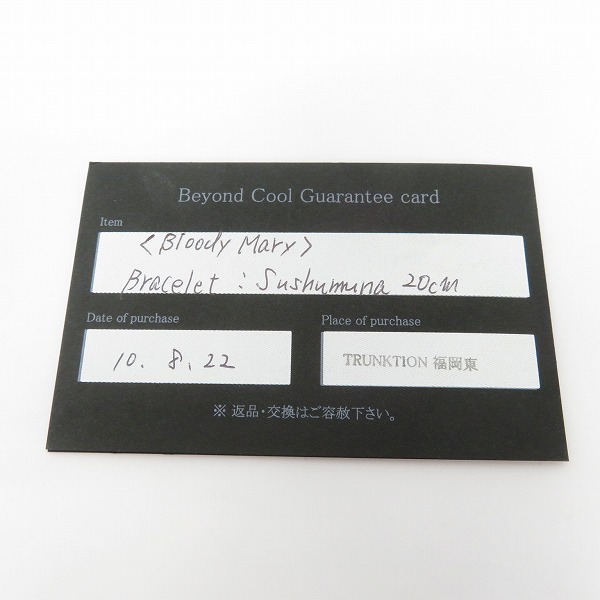 Beyond Cool Guarantee card
Item
<Bloody Mary>
Bracelet : Sushumuna 20cm
Date of purchase
Place of purchase
10. 8. 22
TRUNKTION 福岡東
※ 返品・交換はご容赦下さい。